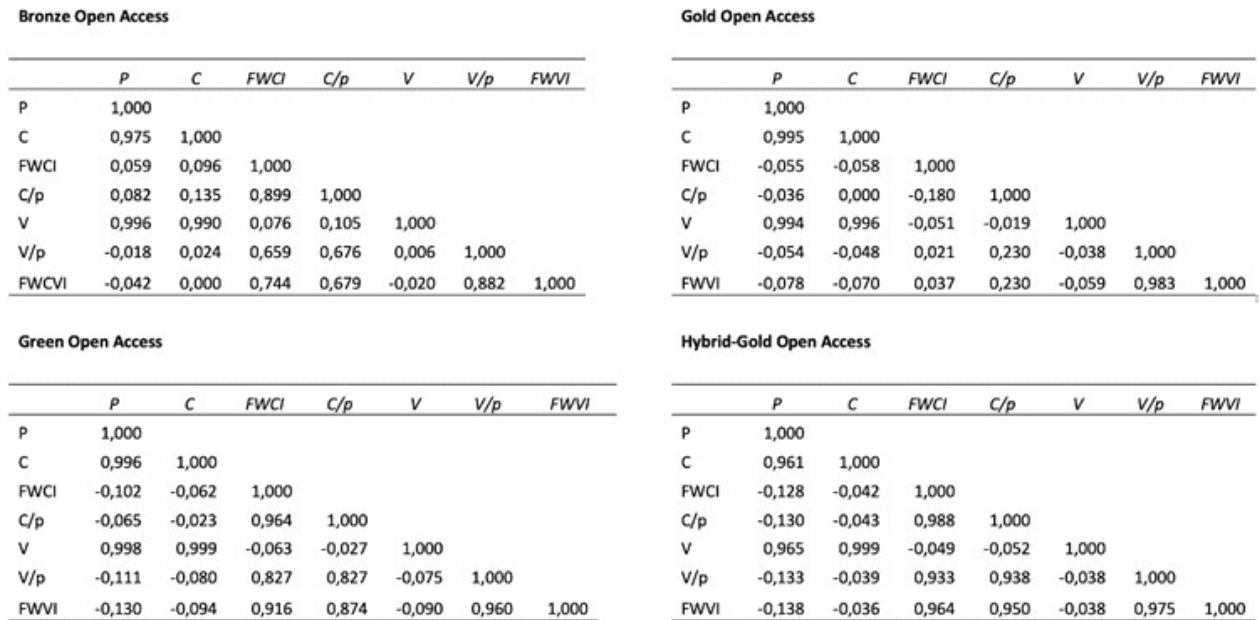 Bronze Open Access
P C FWCI C/p V V/p FWVI
P 1,000
C 0,975 1,000
FWCI 0,059 0,096 1,000
C/p 0,082 0,135 0,899 1,000
V 0,996 0,990 0,076 0,105 1,000
V/p -0,018 0,024 0,659 0,676 0,006 1,000
FWCVI -0,042 0,000 0,744 0,679 -0,020 0,882 1,000
Gold Open Access
P C FWCI C/p V V/p FWVI
P 1,000
C 0,995 1,000
FWCI -0,055 -0,058 1,000
C/p -0,036 0,000 -0,180 1,000
V 0,994 0,996 -0,051 -0,019 1,000
V/p -0,054 -0,048 0,021 0,230 -0,038 1,000
FWVI -0,078 -0,070 0,037 0,230 -0,059 0,983 1,000
Green Open Access
P C FWCI C/p V V/p FWVI
P 1,000
C 0,996 1,000
FWCI -0,102 -0,062 1,000
C/p -0,065 -0,023 0,964 1,000
V 0,998 0,999 -0,063 -0,027 1,000
V/p -0,111 -0,080 0,827 0,827 -0,075 1,000
FWVI -0,130 -0,094 0,916 0,874 -0,090 0,960 1,000
Hybrid-Gold Open Access
P C FWCI C/p V V/p FWVI
P 1,000
C 0,961 1,000
FWCI -0,128 -0,042 1,000
C/p -0,130 -0,043 0,988 1,000
V 0,965 0,999 -0,049 -0,052 1,000
V/p -0,133 -0,039 0,933 0,938 -0,038 1,000
FWVI -0,138 -0,036 0,964 0,950 -0,038 0,975 1,000